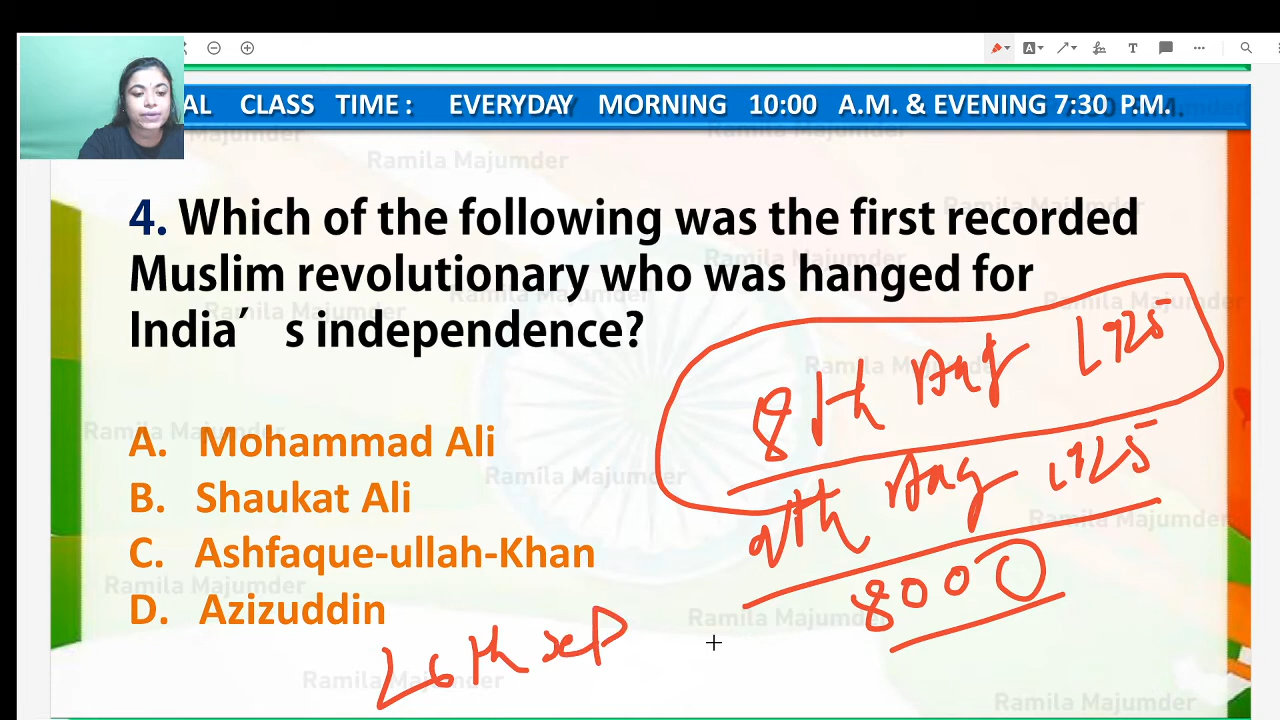 AL CLASS TIME : EVERYDAY MORNING 10:00 A.M. & EVENING 7:30 P.M.
Ramila Majumder
4. Which of the following was the first recorded
Muslim revolutionary who was hanged for
India´ s independence?
A. Mohammad Ali
B. Shaukat Ali
C. Ashfaque-ullah-Khan
D. Azizuddin
8th Aug 1925
9th Aug 1925
8000
26th sep